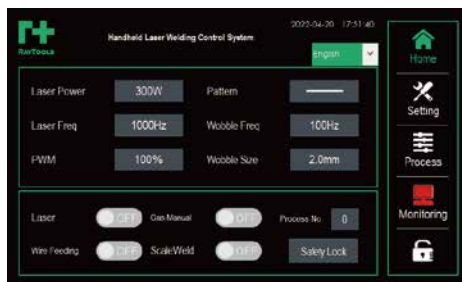 2022-04-20 17:51:40
RAYTOOLS
Handheld Laser Welding Control System
English
Home
Laser Power 300W Pattern
Setting
Laser Freq 1000Hz Wobble Freq 100Hz
PWM 100% Wobble Size 2.0mm
Process
Laser OFF Gas Manual OFF Process No 0
Monitoring
Wire Feeding OFF ScaleWeld OFF Safety Lock